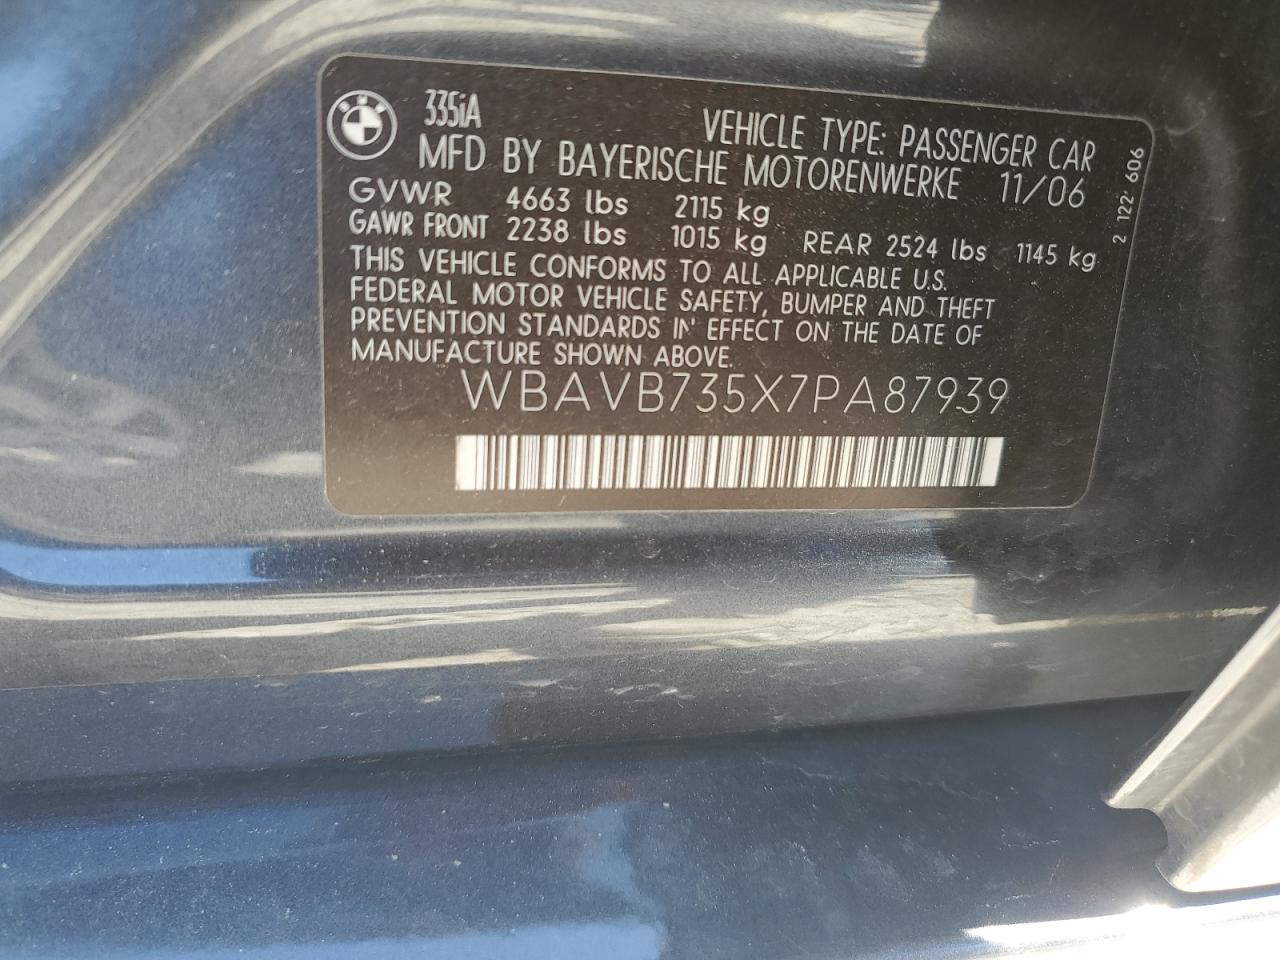 335iA
VEHICLE TYPE: PASSENGER CAR
MFD BY BAYERISCHE MOTORENWERKE 11/06
GVWR 4663 lbs 2115 kg
GAWR FRONT 2238 lbs 1015 kg REAR 2524 lbs 1145 kg
THIS VEHICLE CONFORMS TO ALL APPLICABLE U.S.
FEDERAL MOTOR VEHICLE SAFETY, BUMPER AND THEFT
PREVENTION STANDARDS IN EFFECT ON THE DATE OF
MANUFACTURE SHOWN ABOVE.
WBAVB735X7PA87939
2 122 606